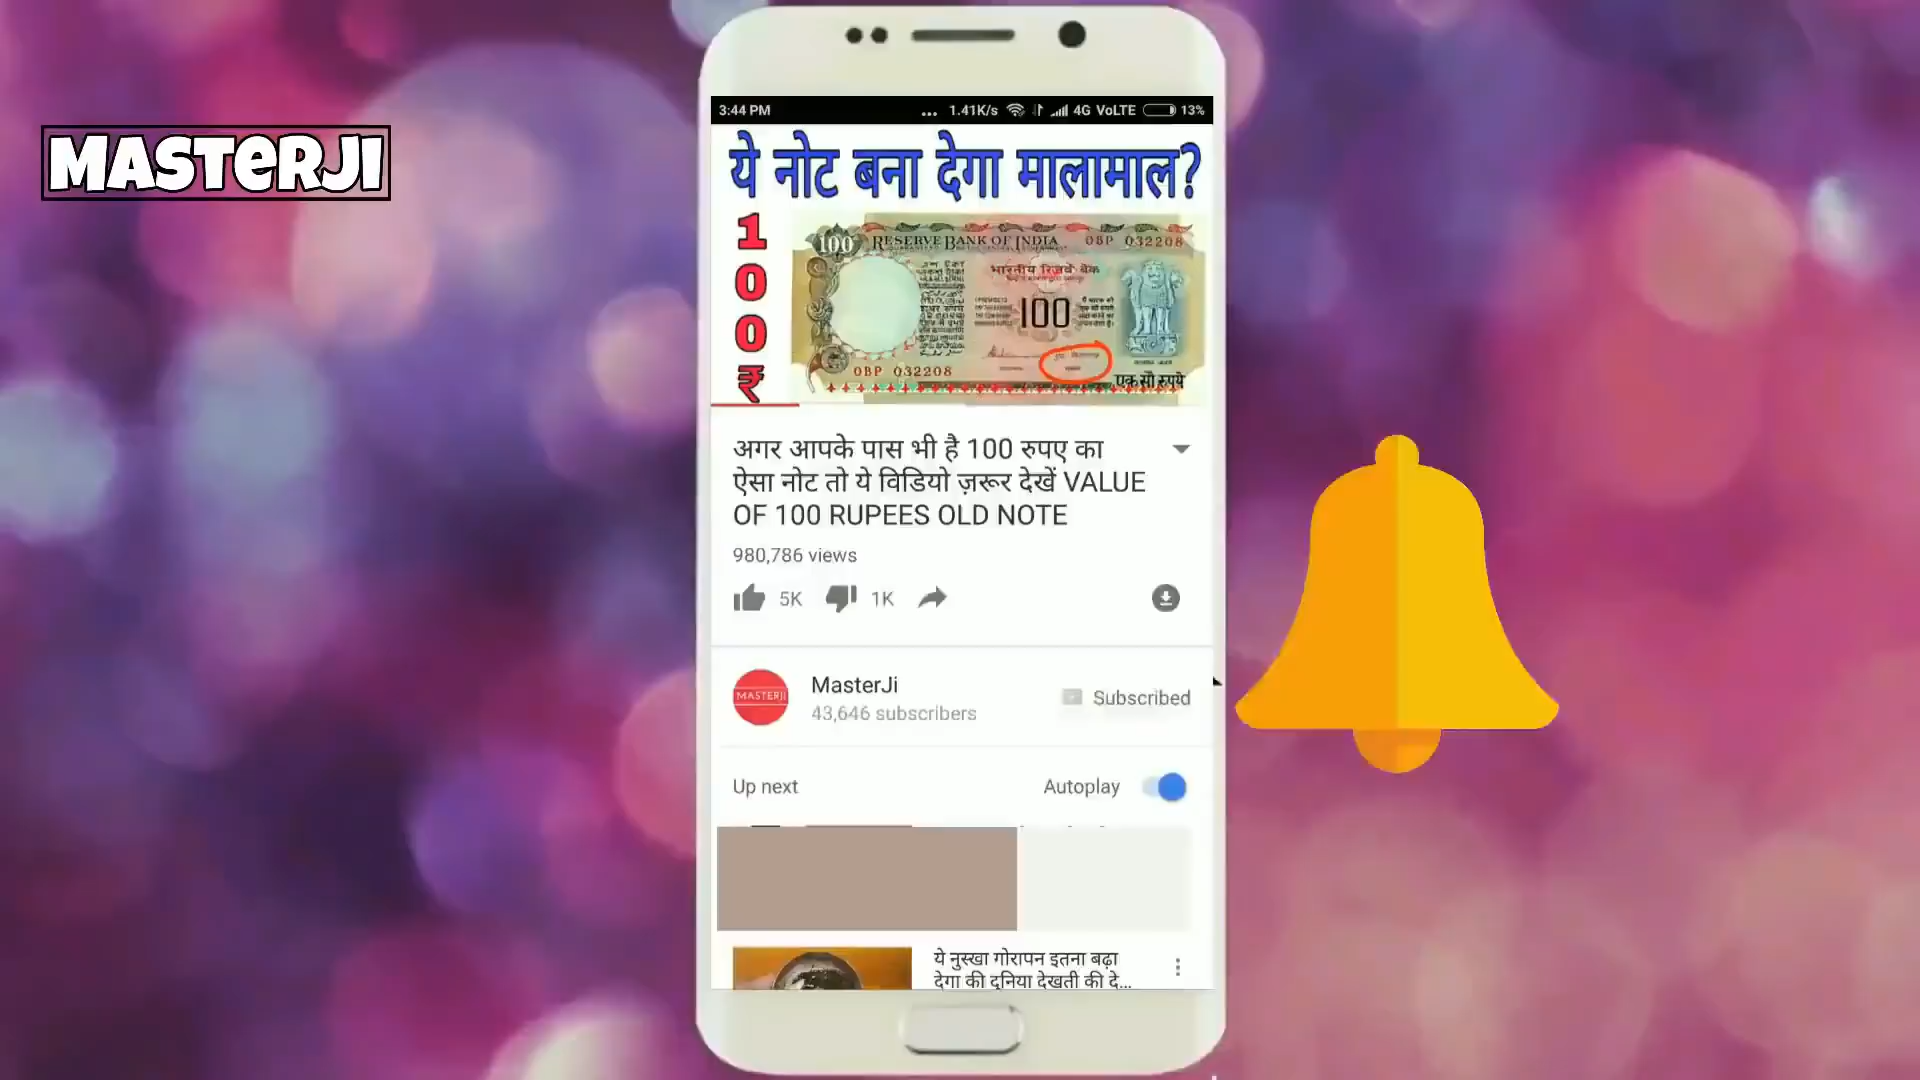 MASTERJI
3:44 PM ... 1.41K/s 4G VoLTE 13%
ये नोट बना देगा मालामाल?
100₹
100 RESERVE BANK OF INDIA 0BP 032208
भारतीय रिज़र्व बैंक
100
0BP 032208
एक सौ रुपये
अगर आपके पास भी है 100 रुपए का
ऐसा नोट तो ये विडियो ज़रूर देखें VALUE
OF 100 RUPEES OLD NOTE
980,786 views
5K 1K
MASTERJI
MasterJi
43,646 subscribers
Subscribed
Up next
Autoplay
ये नुस्खा गोरापन इतना बढ़ा
देगा की दुनिया देखती की दे...